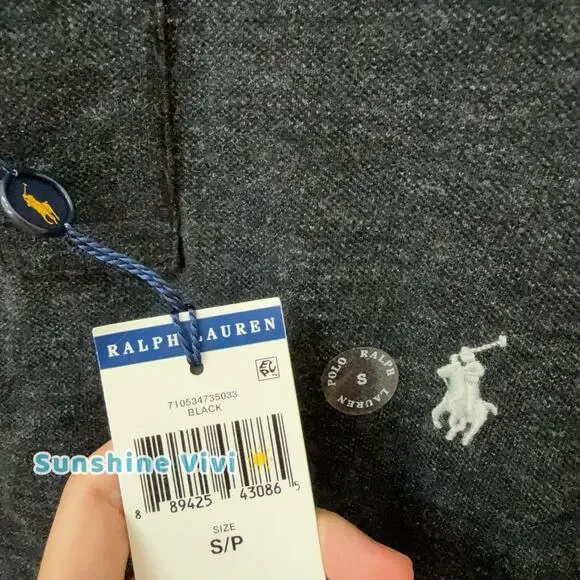 RALPH LAUREN
710534735033
BLACK
Sunshine Vivi
8 89425 43086 5
SIZE
S/P
POLO RALPH LAUREN
S